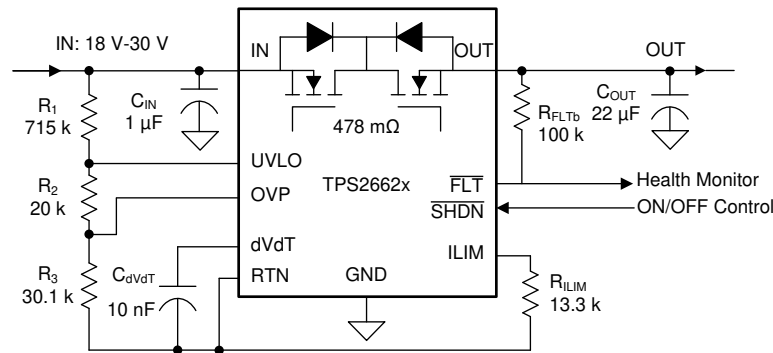 IN: 18 V-30 V
IN
OUT
OUT
R1
715 k
CIN
1 µF
478 mΩ
RFLTb
100 k
COUT
22 µF
UVLO
R2
20 k
OVP
TPS2662x
FLT
Health Monitor
SHDN
ON/OFF Control
dVdT
ILIM
R3
30.1 k
CdVdT
10 nF
RTN
GND
RILIM
13.3 k